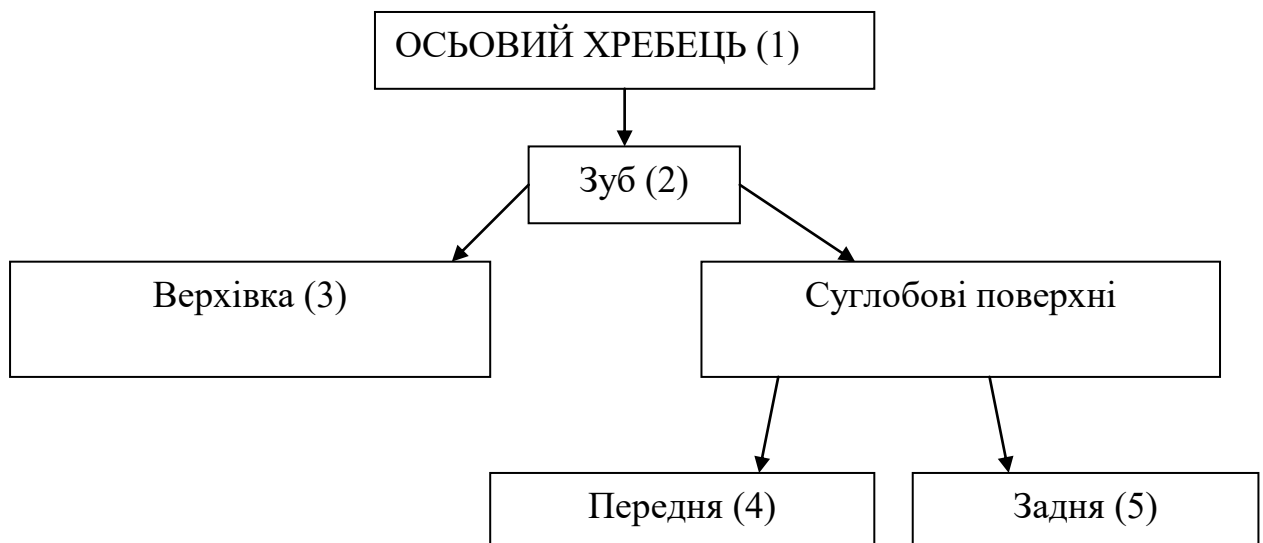 ОСЬОВИЙ ХРЕБЕЦЬ (1)
Зуб (2)
Верхівка (3)
Суглобові поверхні
Передня (4)
Задня (5)